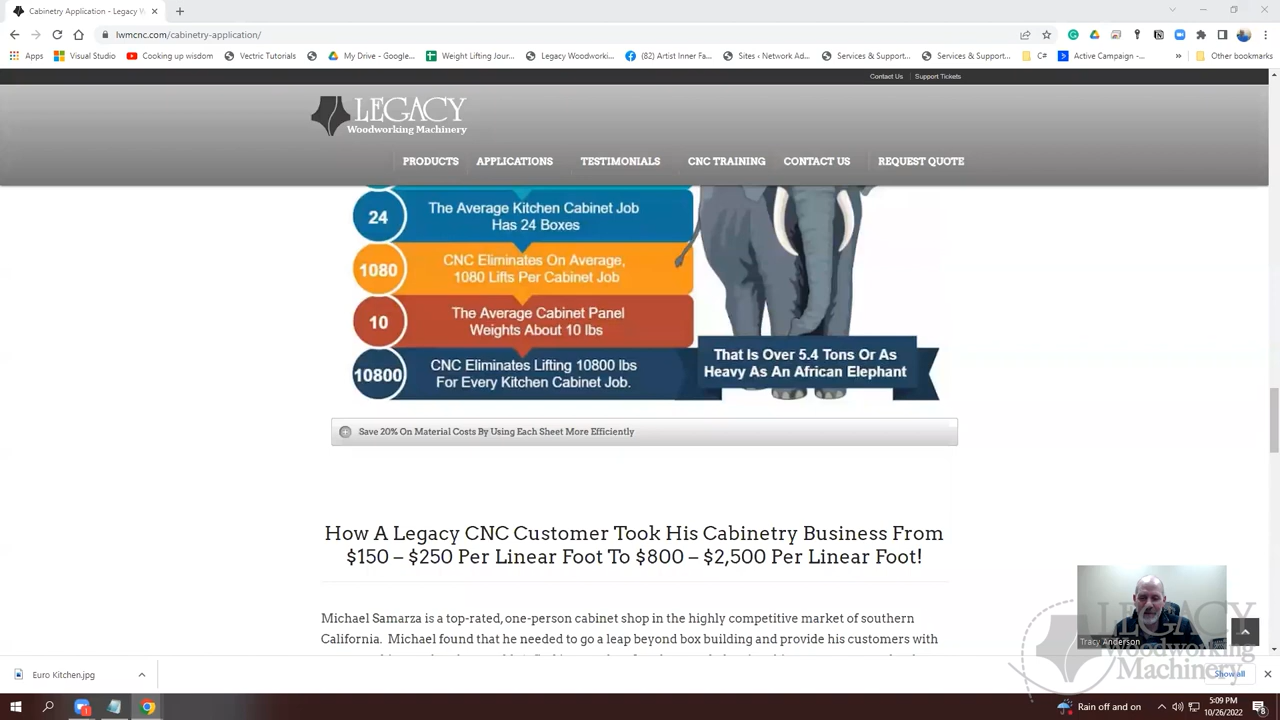 Cabinetry Application - Legacy W
lwmcnc.com/cabinetry-application/
Apps
Visual Studio
Cooking up wisdom
Vectric Tutorials
My Drive - Google...
Weight Lifting Jour...
Legacy Woodworki...
(82) Artist Inner Fa...
Sites ‹ Network Ad...
Services & Support...
Services & Support...
C#
Active Campaign -...
»
Other bookmarks
Contact Us
Support Tickets
LEGACY
Woodworking Machinery
PRODUCTS
APPLICATIONS
TESTIMONIALS
CNC TRAINING
CONTACT US
REQUEST QUOTE
24
The Average Kitchen Cabinet Job
Has 24 Boxes
1080
CNC Eliminates On Average,
1080 Lifts Per Cabinet Job
10
The Average Cabinet Panel
Weights About 10 lbs
10800
CNC Eliminates Lifting 10800 lbs
For Every Kitchen Cabinet Job.
That Is Over 5.4 Tons Or As
Heavy As An African Elephant
Save 20% On Material Costs By Using Each Sheet More Efficiently
How A Legacy CNC Customer Took His Cabinetry Business From
$150 – $250 Per Linear Foot To $800 – $2,500 Per Linear Foot!
Michael Samarza is a top-rated, one-person cabinet shop in the highly competitive market of southern
California. Michael found that he needed to go a leap beyond box building and provide his customers with
Tracy Anderson
LEGACY
Woodworking
Machinery
Euro Kitchen.jpg
Show all
Rain off and on
5:09 PM
10/26/2022
8